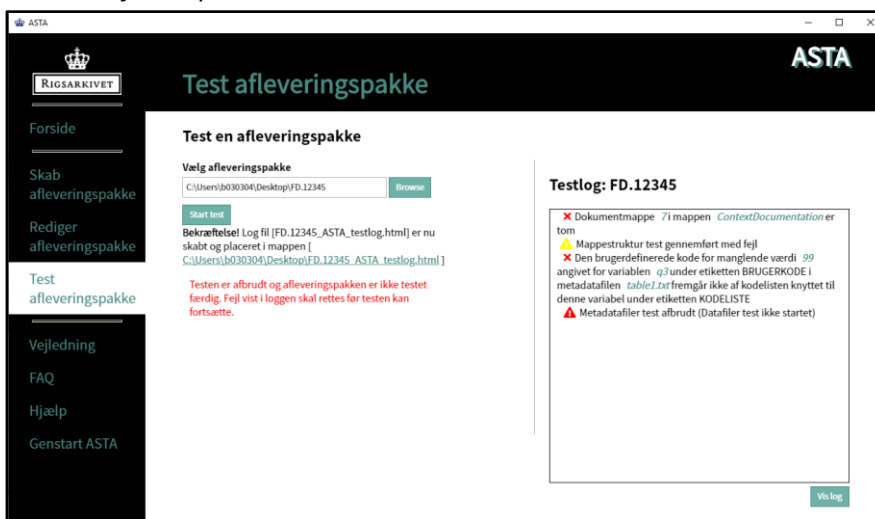 ASTA
RIGSARKIVET
Test afleveringspakke
ASTA
Forside
Skab
afleveringspakke
Rediger
afleveringspakke
Test
afleveringspakke
Vejledning
FAQ
Hjælp
Genstart ASTA
Test en afleveringspakke
Vælg afleveringspakke
C:\Users\b030304\Desktop\FD.12345
Browse
Start test
Bekræftelse! Log fil [FD.12345_ASTA_testlog.html] er nu
skabt og placeret i mappen [
C:\Users\b030304\Desktop\FD.12345_ASTA_testlog.html ]
Testen er afbrudt og afleveringspakken er ikke testet
færdig. Fejl vist i loggen skal rettes før testen kan
fortsætte.
Testlog: FD.12345
Dokumentmappe 7 i mappen ContextDocumentation er
tom
Mappestruktur test gennemført med fejl
Den brugerdefinerede kode for manglende værdi 99
angivet for variablen q3 under etiketten BRUGERKODE i
metadatafilen table1.txt fremgår ikke af kodelisten knyttet til
denne variabel under etiketten KODELISTE
Metadatafiler test afbrudt (Datafiler test ikke startet)
Vis log